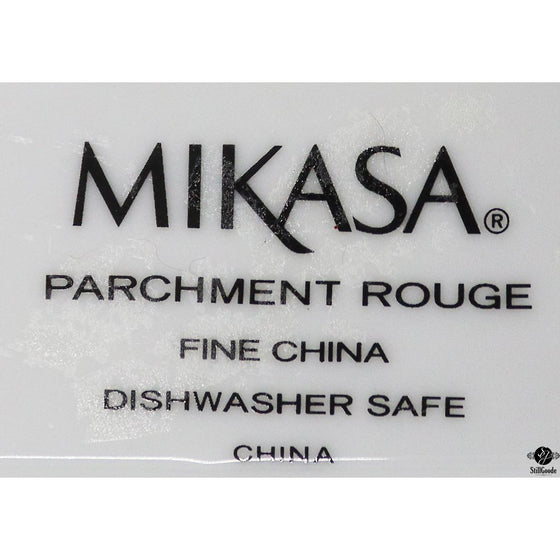 MIKASA®
PARCHMENT ROUGE
FINE CHINA
DISHWASHER SAFE
CHINA
StillGoode